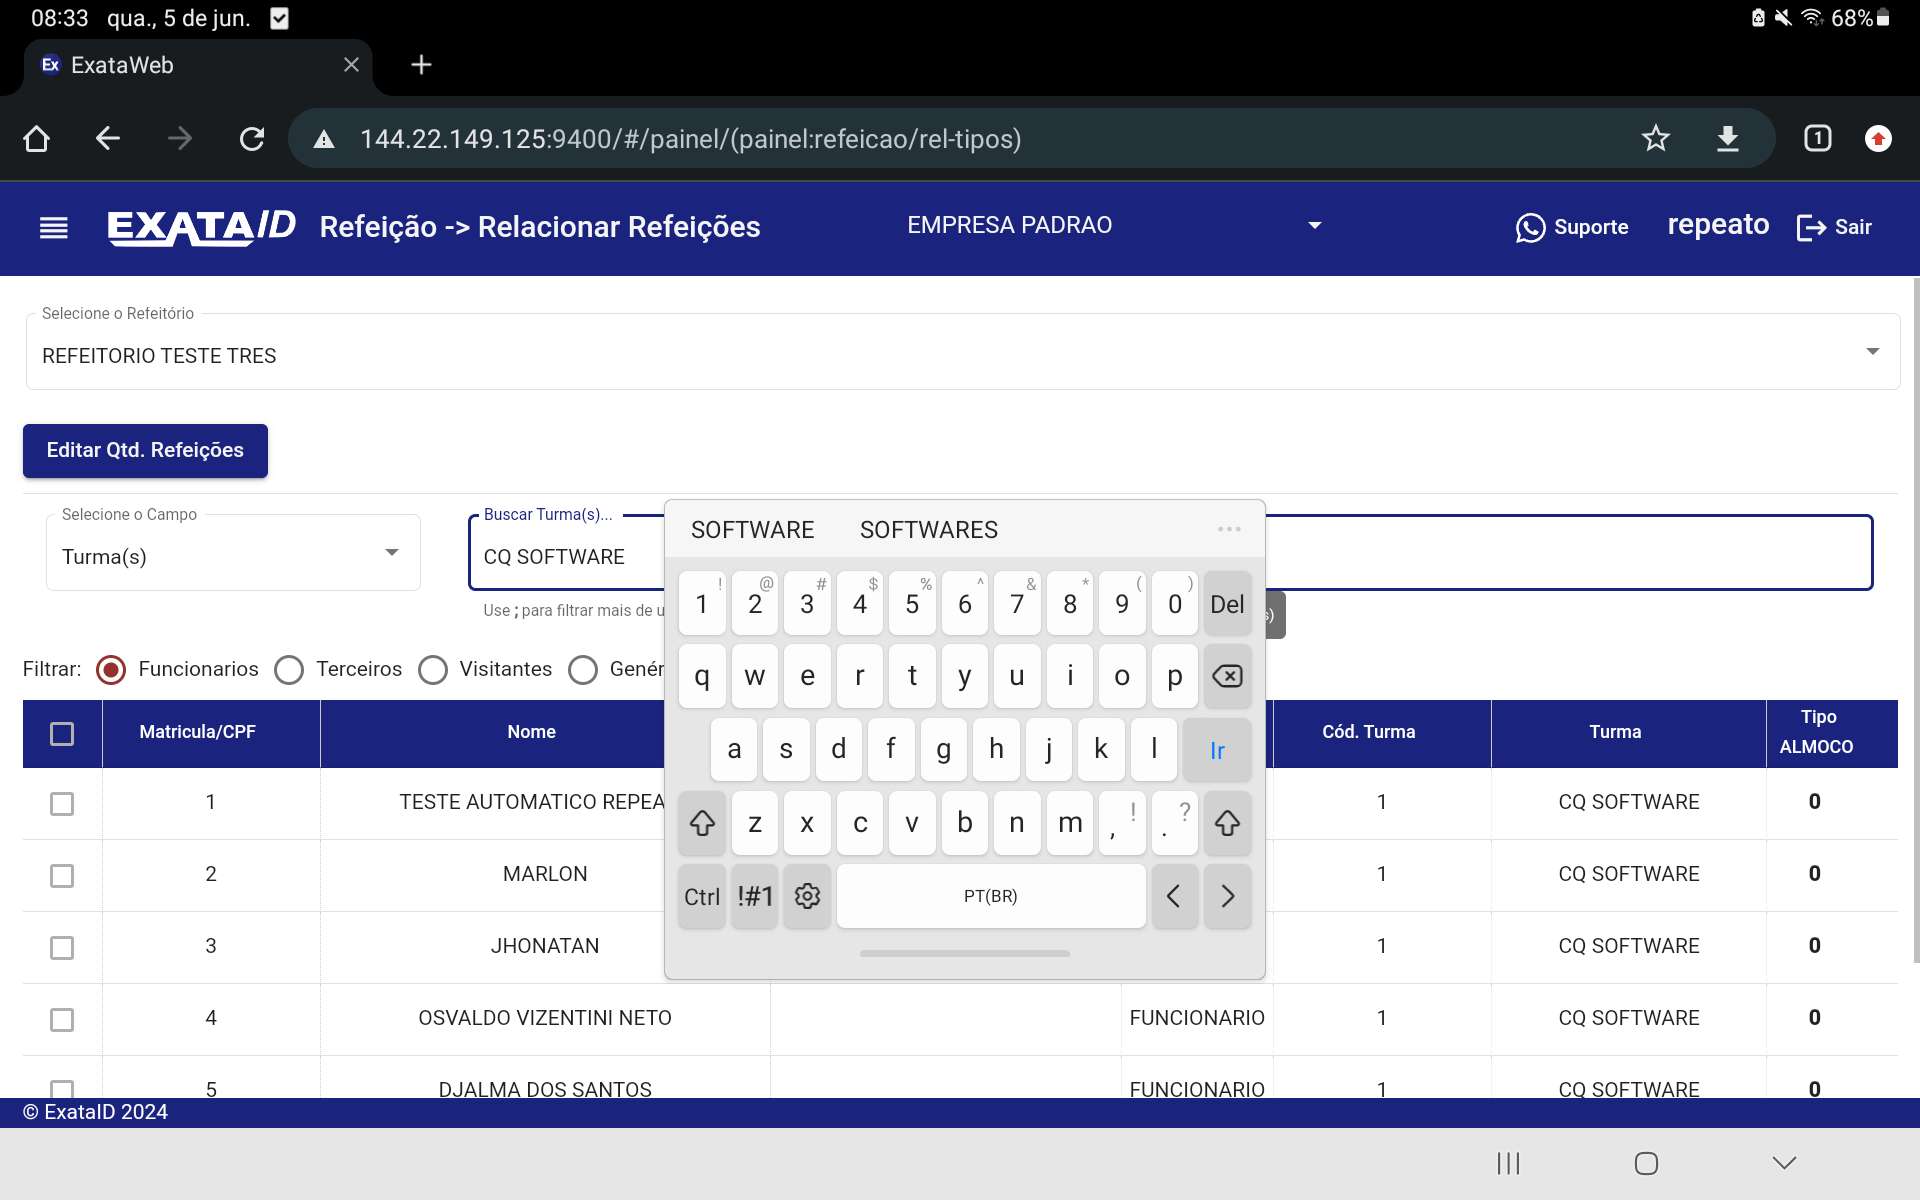 08:33 qua., 5 de jun. 68%
Ex ExataWeb
144.22.149.125:9400/#/painel/(painel:refeicao/rel-tipos) 1
EXATAID Refeição -> Relacionar Refeições EMPRESA PADRAO Suporte repeato Sair
Selecione o Refeitório
REFEITORIO TESTE TRES
Editar Qtd. Refeições
Selecione o Campo
Turma(s)
Buscar Turma(s)...
CQ SOFTWARE
Use ; para filtrar mais de u
s)
SOFTWARE SOFTWARES ...
! @ # $ % ^ & * ( )
1 2 3 4 5 6 7 8 9 0 Del
q w e r t y u i o p
a s d f g h j k l Ir
! ?
z x c v b n m , .
Ctrl !#1 PT(BR) < >
Filtrar: Funcionarios Terceiros Visitantes Genér
Matricula/CPF Nome Cód. Turma Turma Tipo
ALMOCO
1 TESTE AUTOMATICO REPEA 1 CQ SOFTWARE 0
2 MARLON 1 CQ SOFTWARE 0
3 JHONATAN 1 CQ SOFTWARE 0
4 OSVALDO VIZENTINI NETO FUNCIONARIO 1 CQ SOFTWARE 0
5 DJALMA DOS SANTOS FUNCIONARIO 1 CQ SOFTWARE 0
© ExataID 2024